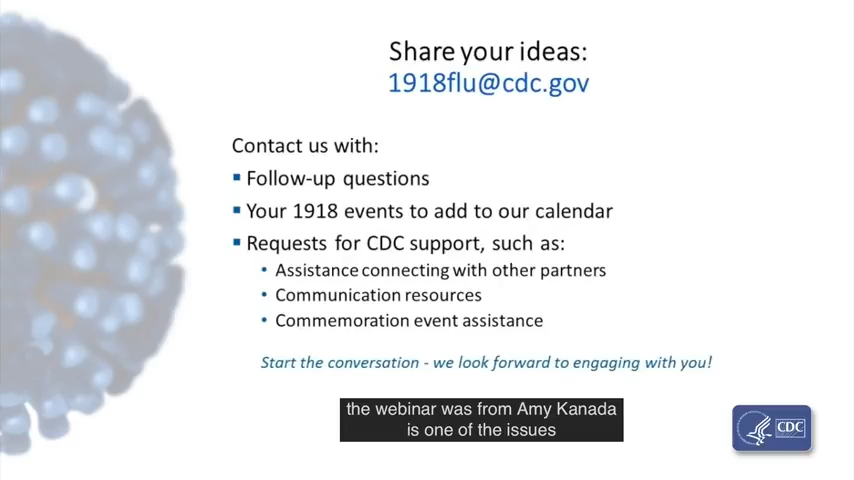 Share your ideas:
1918flu@cdc.gov
Contact us with:
▪ Follow-up questions
▪ Your 1918 events to add to our calendar
▪ Requests for CDC support, such as:
• Assistance connecting with other partners
• Communication resources
• Commemoration event assistance
Start the conversation - we look forward to engaging with you!
the webinar was from Amy Kanada
is one of the issues
CDC